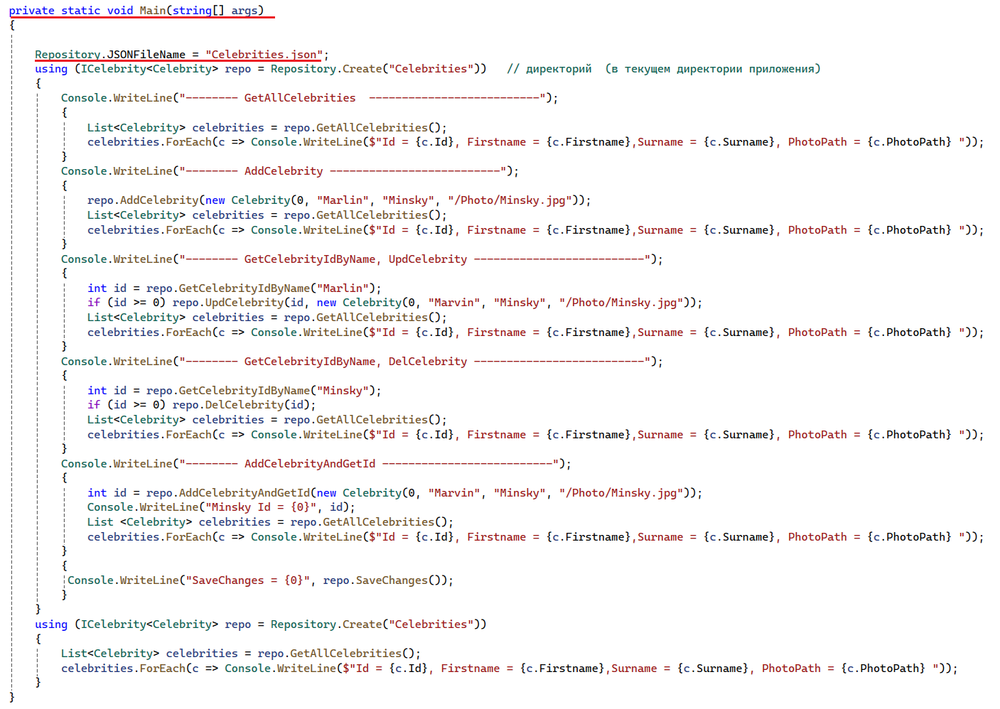 private static void Main(string[] args)
{
Repository.JSONFileName = "Celebrities.json";
using (ICelebrity<Celebrity> repo = Repository.Create("Celebrities"))   // директорий  (в текущем директории приложения)
{
Console.WriteLine("-------- GetAllCelebrities  --------------------------");
{
List<Celebrity> celebrities = repo.GetAllCelebrities();
celebrities.ForEach(c => Console.WriteLine($"Id = {c.Id}, Firstname = {c.Firstname},Surname = {c.Surname}, PhotoPath = {c.PhotoPath} "));
}
Console.WriteLine("-------- AddCelebrity --------------------------");
{
repo.AddCelebrity(new Celebrity(0, "Marlin", "Minsky", "/Photo/Minsky.jpg"));
List<Celebrity> celebrities = repo.GetAllCelebrities();
celebrities.ForEach(c => Console.WriteLine($"Id = {c.Id}, Firstname = {c.Firstname},Surname = {c.Surname}, PhotoPath = {c.PhotoPath} "));
}
Console.WriteLine("-------- GetCelebrityIdByName, UpdCelebrity --------------------------");
{
int id = repo.GetCelebrityIdByName("Marlin");
if (id >= 0) repo.UpdCelebrity(id, new Celebrity(0, "Marvin", "Minsky", "/Photo/Minsky.jpg"));
List<Celebrity> celebrities = repo.GetAllCelebrities();
celebrities.ForEach(c => Console.WriteLine($"Id = {c.Id}, Firstname = {c.Firstname},Surname = {c.Surname}, PhotoPath = {c.PhotoPath} "));
}
Console.WriteLine("-------- GetCelebrityIdByName, DelCelebrity --------------------------");
{
int id = repo.GetCelebrityIdByName("Minsky");
if (id >= 0) repo.DelCelebrity(id);
List<Celebrity> celebrities = repo.GetAllCelebrities();
celebrities.ForEach(c => Console.WriteLine($"Id = {c.Id}, Firstname = {c.Firstname},Surname = {c.Surname}, PhotoPath = {c.PhotoPath} "));
}
Console.WriteLine("-------- AddCelebrityAndGetId --------------------------");
{
int id = repo.AddCelebrityAndGetId(new Celebrity(0, "Marvin", "Minsky", "/Photo/Minsky.jpg"));
Console.WriteLine("Minsky Id = {0}", id);
List <Celebrity> celebrities = repo.GetAllCelebrities();
celebrities.ForEach(c => Console.WriteLine($"Id = {c.Id}, Firstname = {c.Firstname},Surname = {c.Surname}, PhotoPath = {c.PhotoPath} "));
}
{
Console.WriteLine("SaveChanges = {0}", repo.SaveChanges());
}
}
using (ICelebrity<Celebrity> repo = Repository.Create("Celebrities"))
{
List<Celebrity> celebrities = repo.GetAllCelebrities();
celebrities.ForEach(c => Console.WriteLine($"Id = {c.Id}, Firstname = {c.Firstname},Surname = {c.Surname}, PhotoPath = {c.PhotoPath} "));
}
}